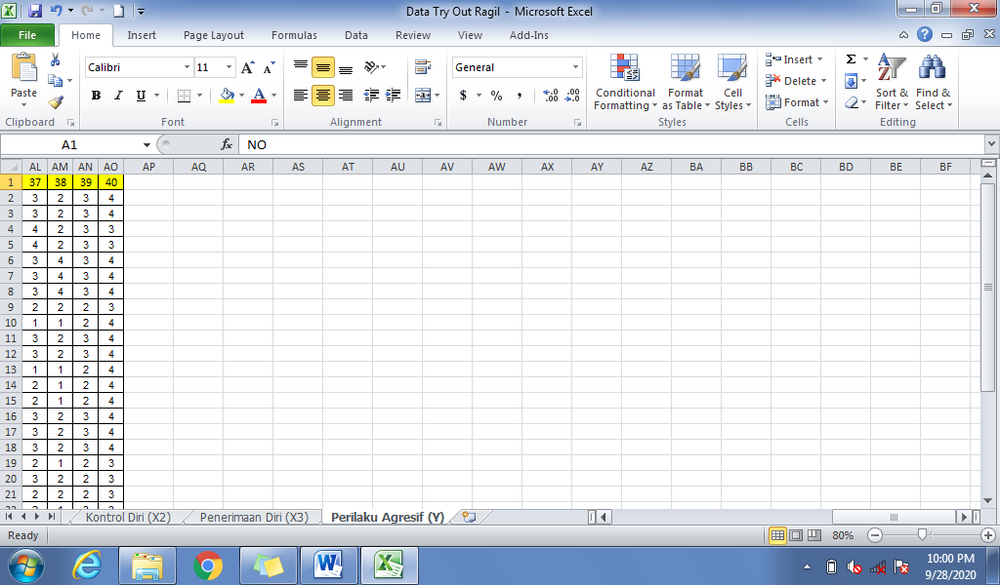 Data Try Out Ragil - Microsoft Excel
File Home Insert Page Layout Formulas Data Review View Add-Ins
Paste Calibri 11 A A General Conditional Formatting Format as Table Cell Styles Insert Delete Format Σ Sort & Filter Find & Select
B I U A $ % , .0 .00 .00 .0
Clipboard Font Alignment Number Styles Cells Editing
A1 fx NO
AL AM AN AO AP AQ AR AS AT AU AV AW AX AY AZ BA BB BC BD BE BF
1 37 38 39 40
2 3 2 3 4
3 3 2 3 4
4 4 2 3 3
5 4 2 3 3
6 3 4 3 4
7 3 4 3 4
8 3 4 3 4
9 2 2 2 3
10 1 1 2 4
11 3 2 3 4
12 3 2 3 4
13 1 1 2 4
14 2 1 2 4
15 2 1 2 4
16 3 2 3 4
17 3 2 3 4
18 3 2 3 4
19 2 1 2 3
20 3 2 2 3
21 2 2 2 3
Kontrol Diri (X2) Penerimaan Diri (X3) Perilaku Agresif (Y)
Ready 80%
10:00 PM
9/28/2020